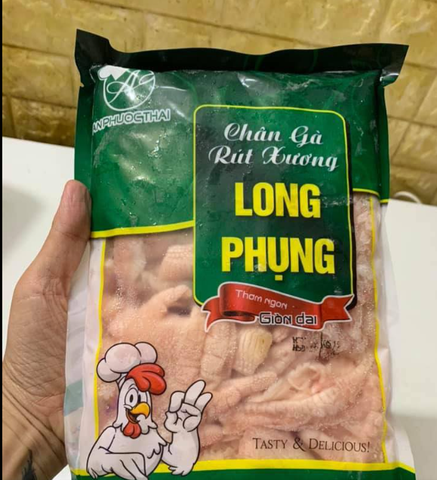 ANPHUOCTHAI
Chân Gà
Rút Xương
LONG
PHỤNG
Thơm ngon
Giòn dai
TASTY & DELICIOUS!